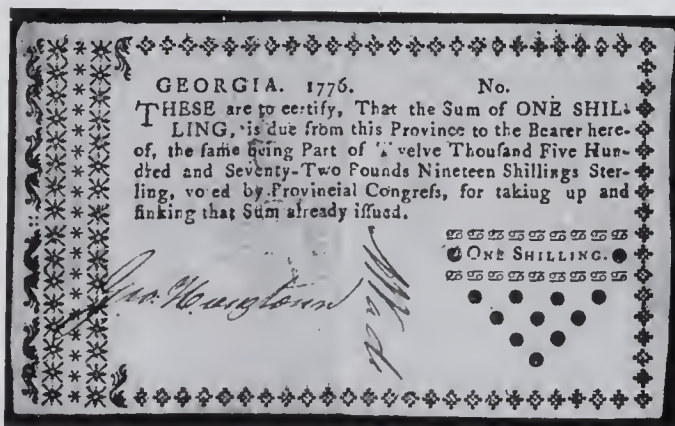 GEORGIA. 1776. No.
THESE are to certify, That the Sum of ONE SHIL-
LING, is due from this Province to the Bearer here-
of, the ſame being Part of Twelve Thouſand Five Hun-
dred and Seventy-Two Pounds Nineteen Shillings Ster-
ling, voted by Provincial Congreſs, for taking up and
ſinking that Sum already iſſued.
ONE SHILLING.
Jno. Houstoun
Wade